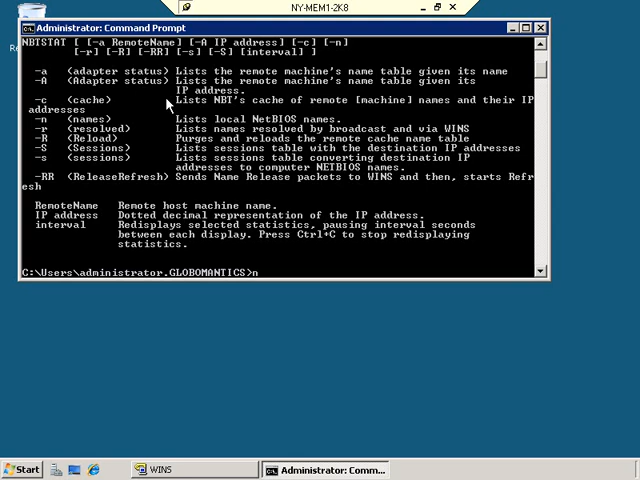 NY-MEM1-2K8
Administrator: Command Prompt
NBTSTAT [ [-a RemoteName] [-A IP address] [-c] [-n]
[-r] [-R] [-RR] [-s] [-S] [interval] ]
-a (adapter status) Lists the remote machine's name table given its name
-A (Adapter status) Lists the remote machine's name table given its
IP address.
-c (cache) Lists NBT's cache of remote [machine] names and their IP
addresses
-n (names) Lists local NetBIOS names.
-r (resolved) Lists names resolved by broadcast and via WINS
-R (Reload) Purges and reloads the remote cache name table
-S (Sessions) Lists sessions table with the destination IP addresses
-s (sessions) Lists sessions table converting destination IP
addresses to computer NETBIOS names.
-RR (ReleaseRefresh) Sends Name Release packets to WINS and then, starts Refr
esh
RemoteName Remote host machine name.
IP address Dotted decimal representation of the IP address.
interval Redisplays selected statistics, pausing interval seconds
between each display. Press Ctrl+C to stop redisplaying
statistics.
C:\Users\administrator.GLOBOMANTICS>n
Start
WINS
Administrator: Comm...